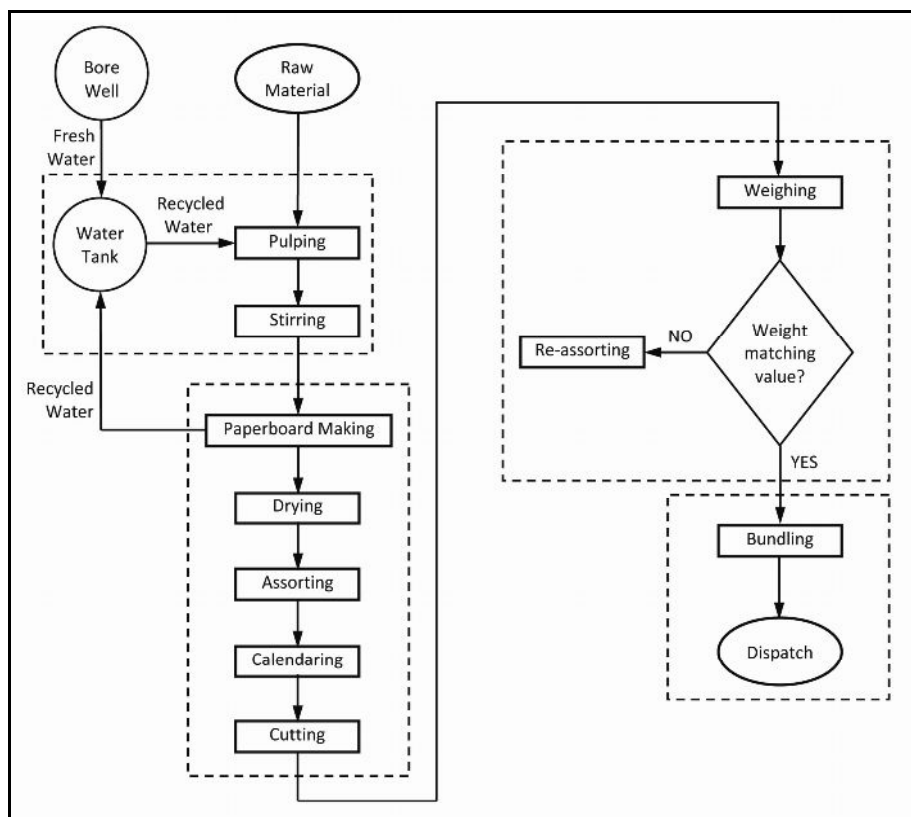 Bore
Well
Raw
Material
Fresh
Water
Recycled
Water
Water
Tank
Pulping
Stirring
Recycled
Water
Paperboard Making
Drying
Assorting
Calendaring
Cutting
Weighing
Weight
matching
value?
NO
Re-assorting
YES
Bundling
Dispatch